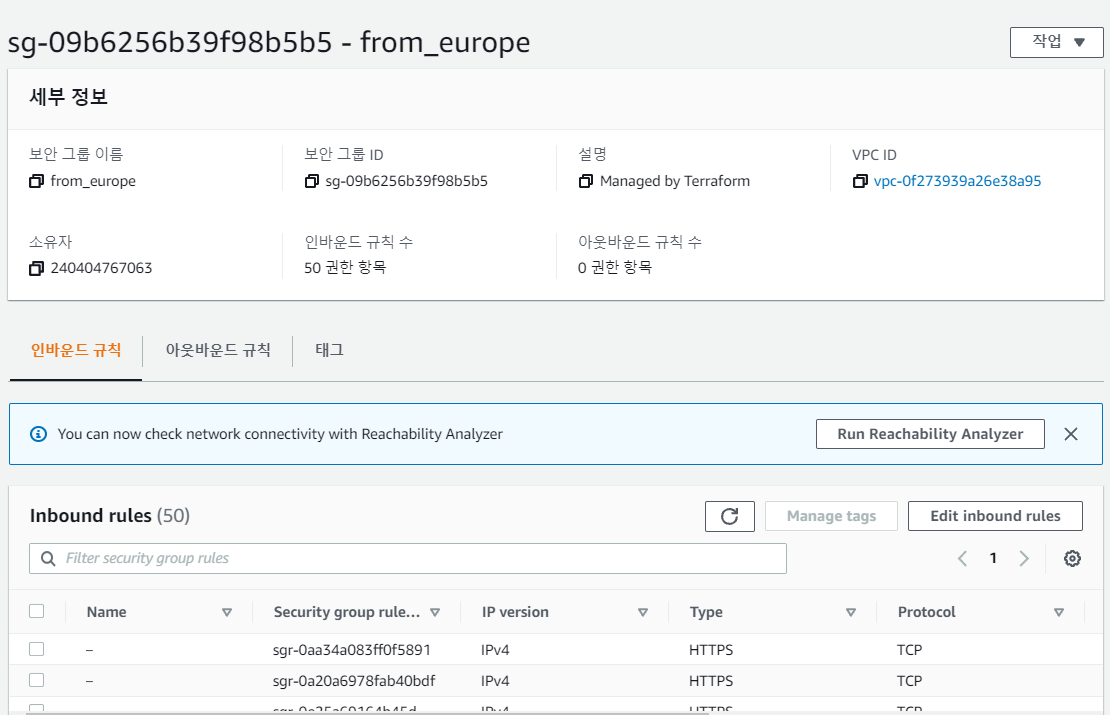 sg-09b6256b39f98b5b5 - from_europe
작업
세부 정보
보안 그룹 이름 보안 그룹 ID 설명 VPC ID
from_europe sg-09b6256b39f98b5b5 Managed by Terraform vpc-0f273939a26e38a95
소유자 인바운드 규칙 수 아웃바운드 규칙 수
240404767063 50 권한 항목 0 권한 항목
인바운드 규칙 아웃바운드 규칙 태그
You can now check network connectivity with Reachability Analyzer Run Reachability Analyzer
Inbound rules (50) Manage tags Edit inbound rules
Filter security group rules 1
Name Security group rule... IP version Type Protocol
– sgr-0aa34a083ff0f5891 IPv4 HTTPS TCP
– sgr-0a20a6978fab40bdf IPv4 HTTPS TCP
IPv4 HTTPS TCP